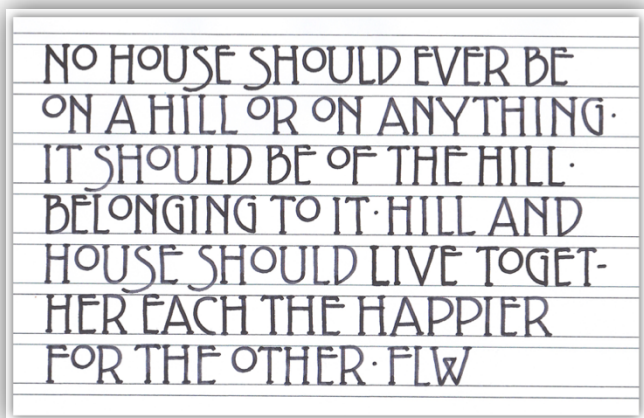 NO HOUSE SHOULD EVER BE
ON A HILL OR ON ANYTHING·
IT SHOULD BE OF THE HILL·
BELONGING TO IT·HILL AND
HOUSE SHOULD LIVE TOGET-
HER EACH THE HAPPIER
FOR THE OTHER·FLW